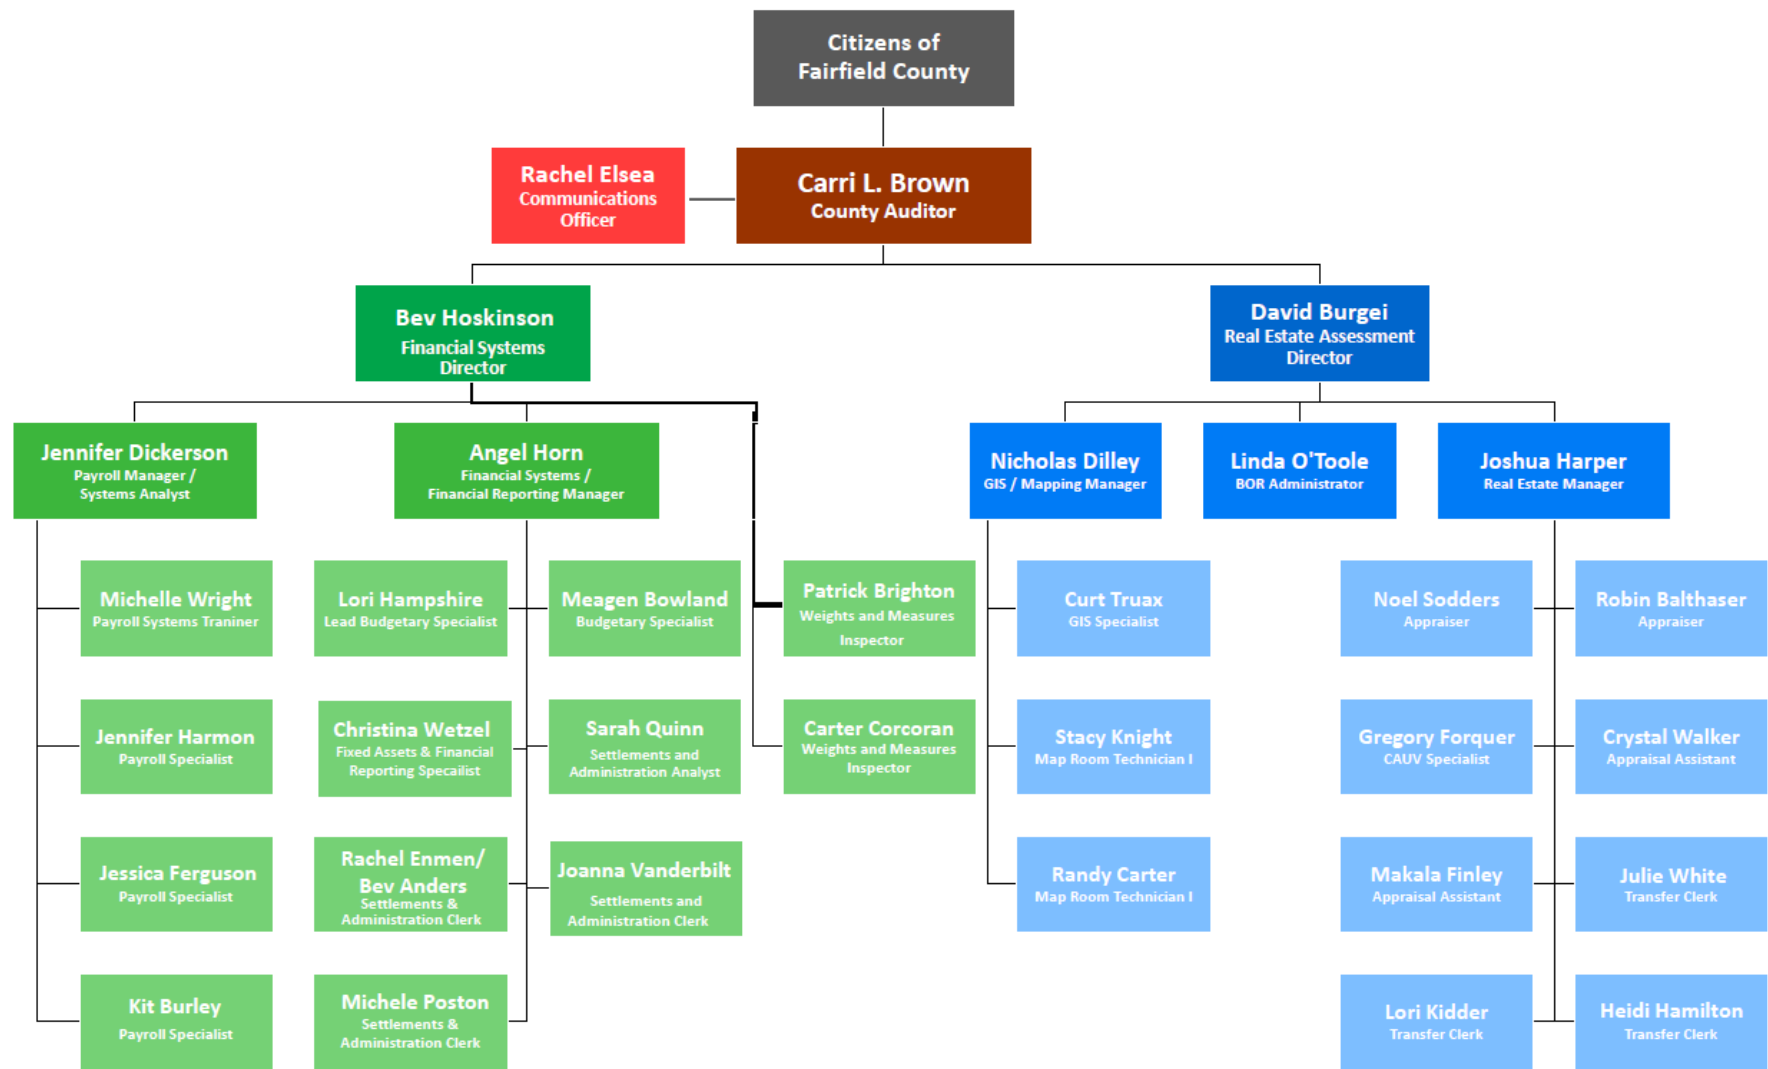 Citizens of
Fairfield County
Rachel Elsea
Communications
Officer
Carri L. Brown
County Auditor
Bev Hoskinson
Financial Systems
Director
David Burgei
Real Estate Assessment
Director
Jennifer Dickerson
Payroll Manager /
Systems Analyst
Angel Horn
Financial Systems /
Financial Reporting Manager
Nicholas Dilley
GIS / Mapping Manager
Linda O'Toole
BOR Administrator
Joshua Harper
Real Estate Manager
Michelle Wright
Payroll Systems Traniner
Lori Hampshire
Lead Budgetary Specialist
Meagen Bowland
Budgetary Specialist
Patrick Brighton
Weights and Measures
Inspector
Curt Truax
GIS Specialist
Noel Sodders
Appraiser
Robin Balthaser
Appraiser
Jennifer Harmon
Payroll Specialist
Christina Wetzel
Fixed Assets & Financial
Reporting Specailist
Sarah Quinn
Settlements and
Administration Analyst
Carter Corcoran
Weights and Measures
Inspector
Stacy Knight
Map Room Technician I
Gregory Forquer
CAUV Specialist
Crystal Walker
Appraisal Assistant
Jessica Ferguson
Payroll Specialist
Rachel Enmen/
Bev Anders
Settlements &
Administration Clerk
Joanna Vanderbilt
Settlements and
Administration Clerk
Randy Carter
Map Room Technician I
Makala Finley
Appraisal Assistant
Julie White
Transfer Clerk
Kit Burley
Payroll Specialist
Michele Poston
Settlements &
Administration Clerk
Lori Kidder
Transfer Clerk
Heidi Hamilton
Transfer Clerk